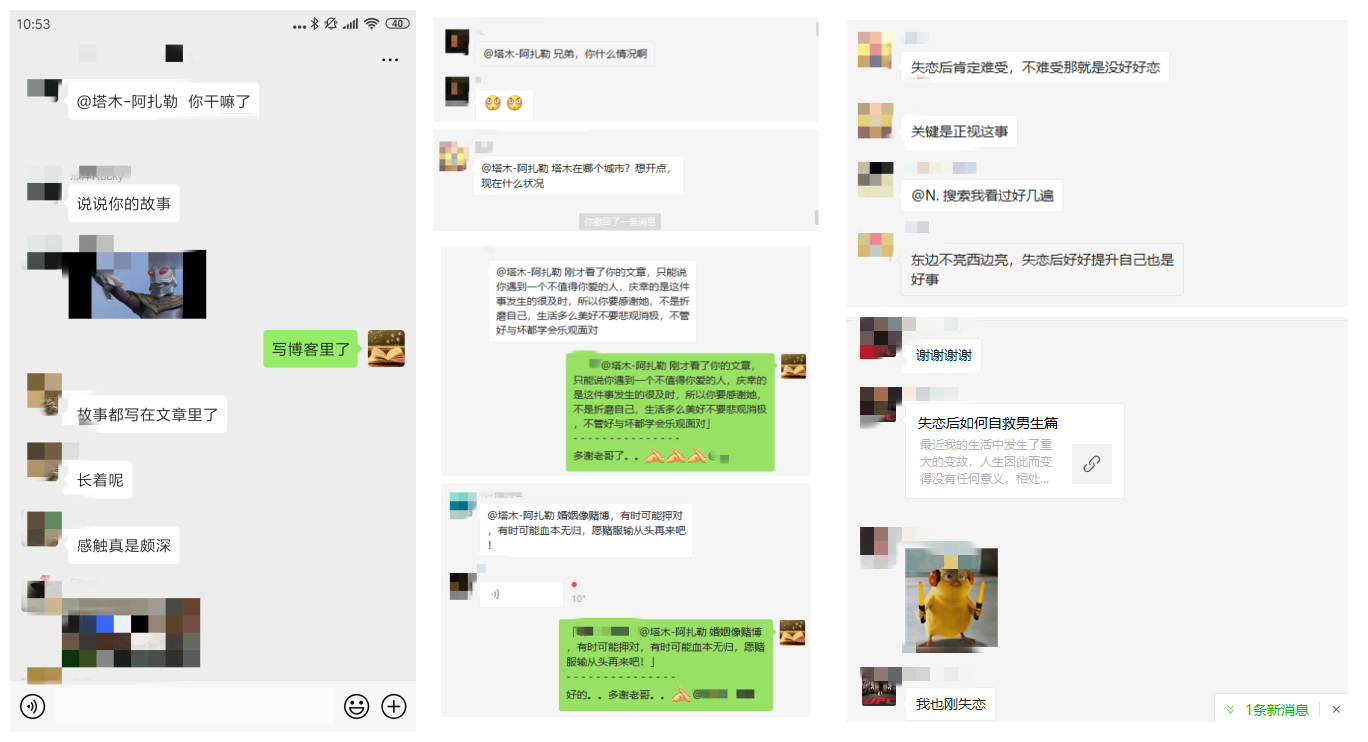 10:53
40
@塔木-阿扎勒 你干嘛了
说说你的故事
写博客里了
故事都写在文章里了
长着呢
感触真是颇深
@塔木-阿扎勒 兄弟，你什么情况啊
@塔木-阿扎勒 塔木在哪个城市？想开点，
现在什么状况
你撤回了一条消息
@塔木-阿扎勒 刚才看了你的文章，只能说
你遇到一个不值得你爱的人，庆幸的是这件
事发生的很及时，所以你要感谢她，不是折
磨自己，生活多么美好不要悲观消极，不管
好与坏都学会乐观面对
@塔木-阿扎勒 刚才看了你的文章，
只能说你遇到一个不值得你爱的人，庆幸的
是这件事发生的很及时，所以你要感谢她，
不是折磨自己，生活多么美好不要悲观消极
，不管好与坏都学会乐观面对」
- - - - - - - - - - - - - - -
多谢老哥了。。
@塔木-阿扎勒 婚姻像赌博，有时可能押对
，有时可能血本无归，愿赌服输从头再来吧
！
10"
「 @塔木-阿扎勒 婚姻像赌博
，有时可能押对，有时可能血本无归，愿赌
服输从头再来吧！」
- - - - - - - - - - - - - - -
好的。。多谢老哥。。 @
失恋后肯定难受，不难受那就是没好好恋
关键是正视这事
@N. 搜索我看过好几遍
东边不亮西边亮，失恋后好好提升自己也是
好事
谢谢谢谢
失恋后如何自救男生篇
最近我的生活中发生了重
大的变故，人生因此而变
得没有任何意义，相处...
我也刚失恋
1条新消息